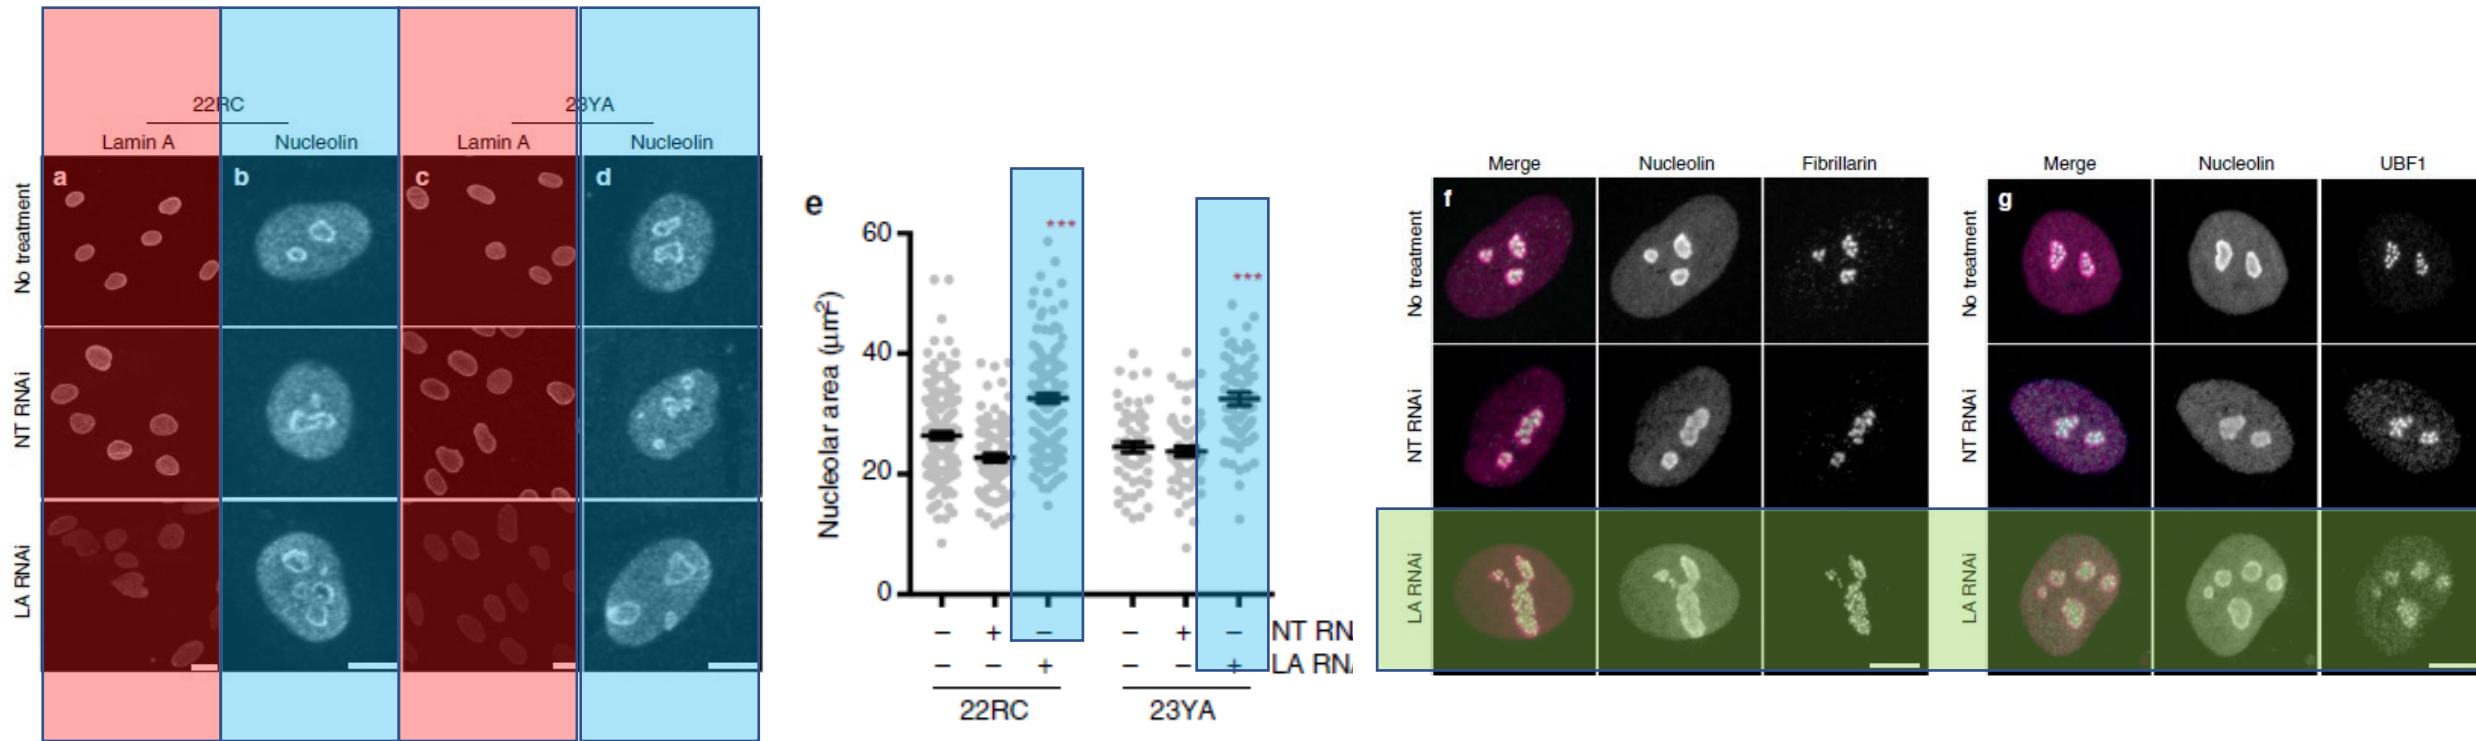 22RC
23YA
Lamin A
Nucleolin
Lamin A
Nucleolin
a
b
c
d
No treatment
NT RNAi
LA RNAi
e
Nucleolar area (µm²)
60
40
20
0
***
***
– + – – + – NT RN
– – + – – + LA RN
22RC
23YA
Merge
Nucleolin
Fibrillarin
f
No treatment
NT RNAi
LA RNAi
Merge
Nucleolin
UBF1
g
No treatment
NT RNAi
LA RNAi